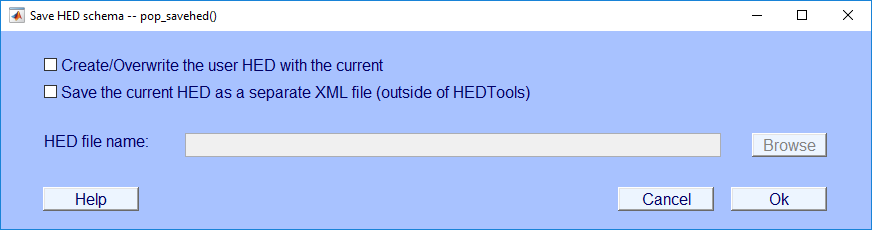 Save HED schema -- pop_savehed()
Create/Overwrite the user HED with the current
Save the current HED as a separate XML file (outside of HEDTools)
HED file name:
Browse
Help
Cancel
Ok